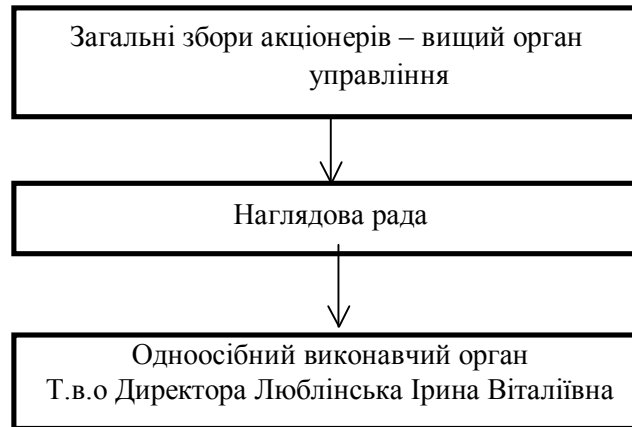 Загальні збори акціонерів – вищий орган
управління
Наглядова рада
Одноосібний виконавчий орган
Т.в.о Директора Люблінська Ірина Віталіївна